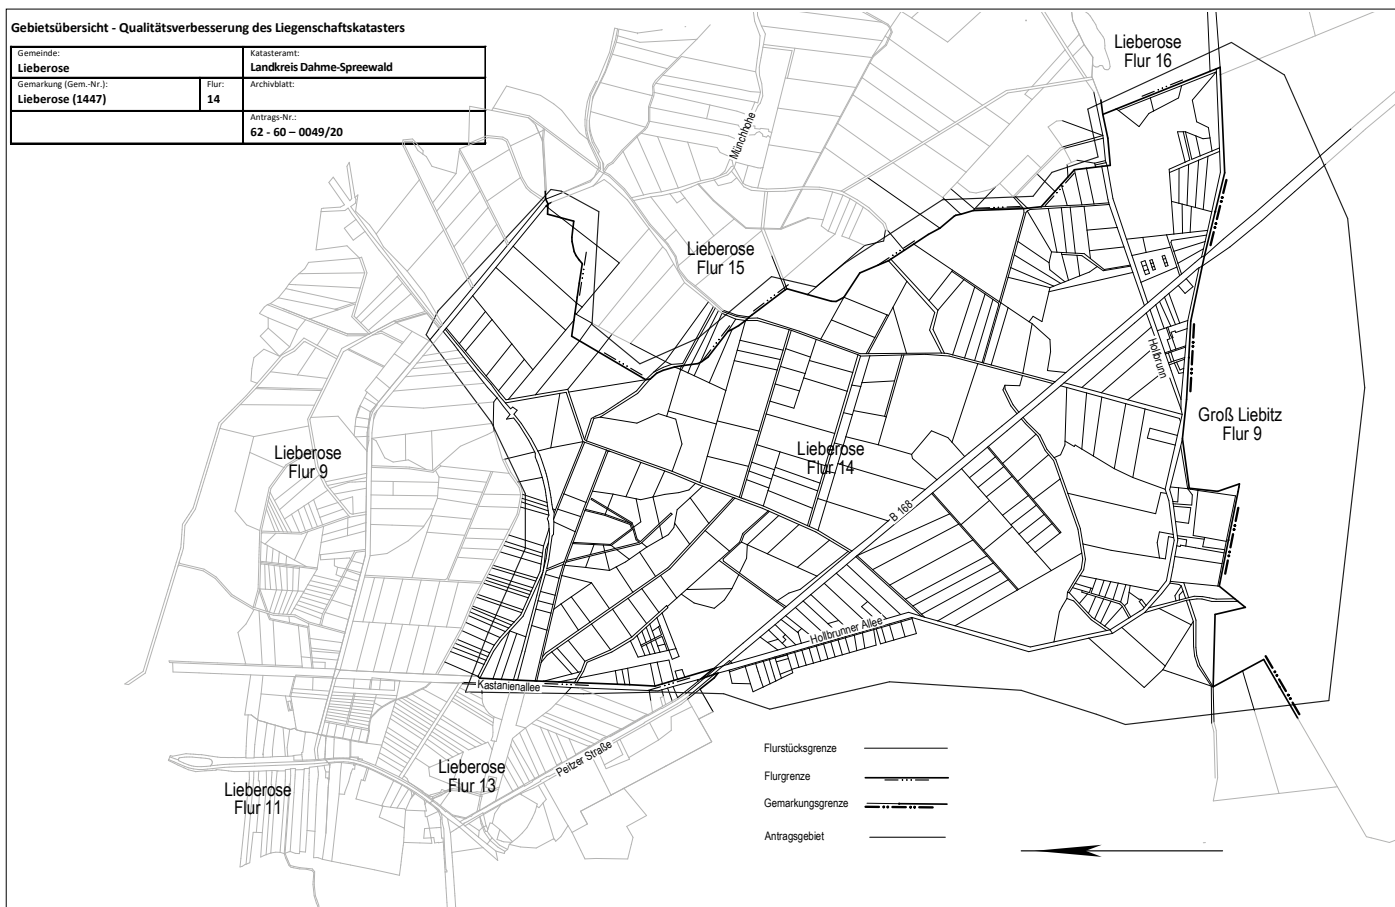 Gebietsübersicht - Qualitätsverbesserung des Liegenschaftskatasters
Gemeinde:
Lieberose
Katasteramt:
Landkreis Dahme-Spreewald
Gemarkung (Gem.-Nr.):
Lieberose (1447)
Flur:
14
Archivblatt:
Antrags-Nr.:
62 - 60 – 0049/20
Lieberose
Flur 16
Münchhofe
Lieberose
Flur 15
Hollbrunn
Groß Liebitz
Flur 9
Lieberose
Flur 9
Lieberose
Flur 14
B 168
Hollbrunner Allee
Kastanienallee
Peitzer Straße
Lieberose
Flur 13
Lieberose
Flur 11
Flurstücksgrenze
Flurgrenze
Gemarkungsgrenze
Antragsgebiet